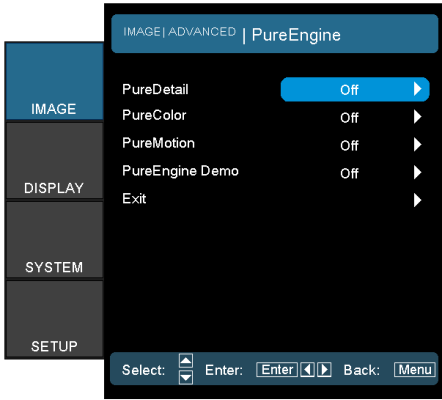 IMAGE| ADVANCED | PureEngine
PureDetail Off
IMAGE
PureColor Off
PureMotion Off
PureEngine Demo Off
DISPLAY
Exit
SYSTEM
SETUP
Select: Enter: Enter Back: Menu